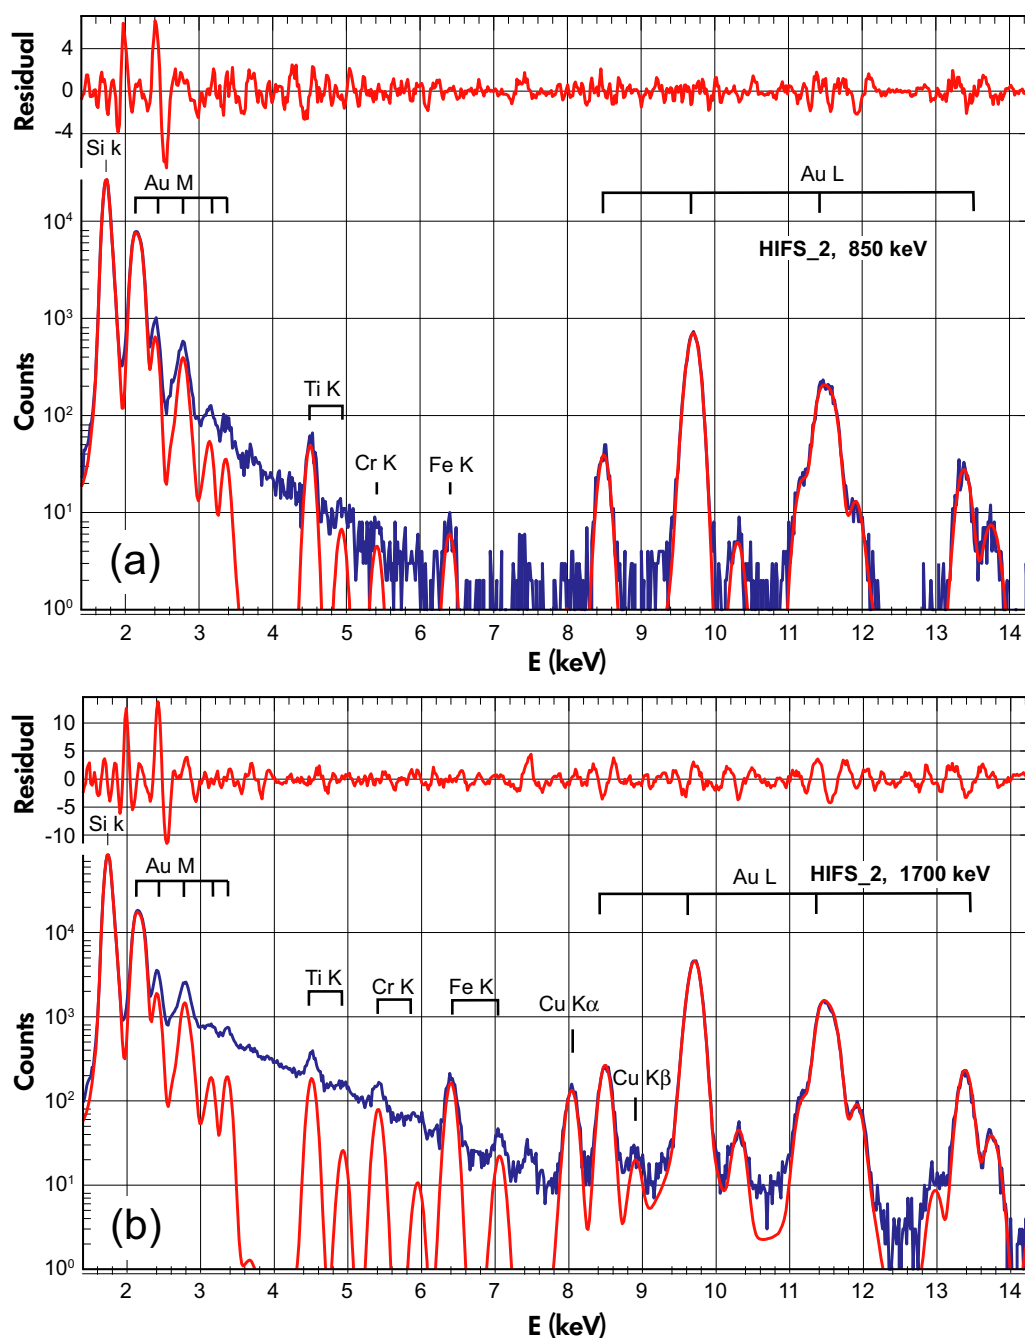 Residual
4
0
-4
Si k
Au M
Au L
10⁴
HIFS_2, 850 keV
10³
Counts
Ti K
10²
Cr K
Fe K
10¹
(a)
10⁰
2 3 4 5 6 7 8 9 10 11 12 13 14
E (keV)
Residual
10
5
0
-5
-10
Si k
Au M
Au L
HIFS_2, 1700 keV
10⁴
Ti K
Cr K
Fe K
Cu Kα
10³
Counts
Cu Kβ
10²
10¹
(b)
10⁰
2 3 4 5 6 7 8 9 10 11 12 13 14
E (keV)